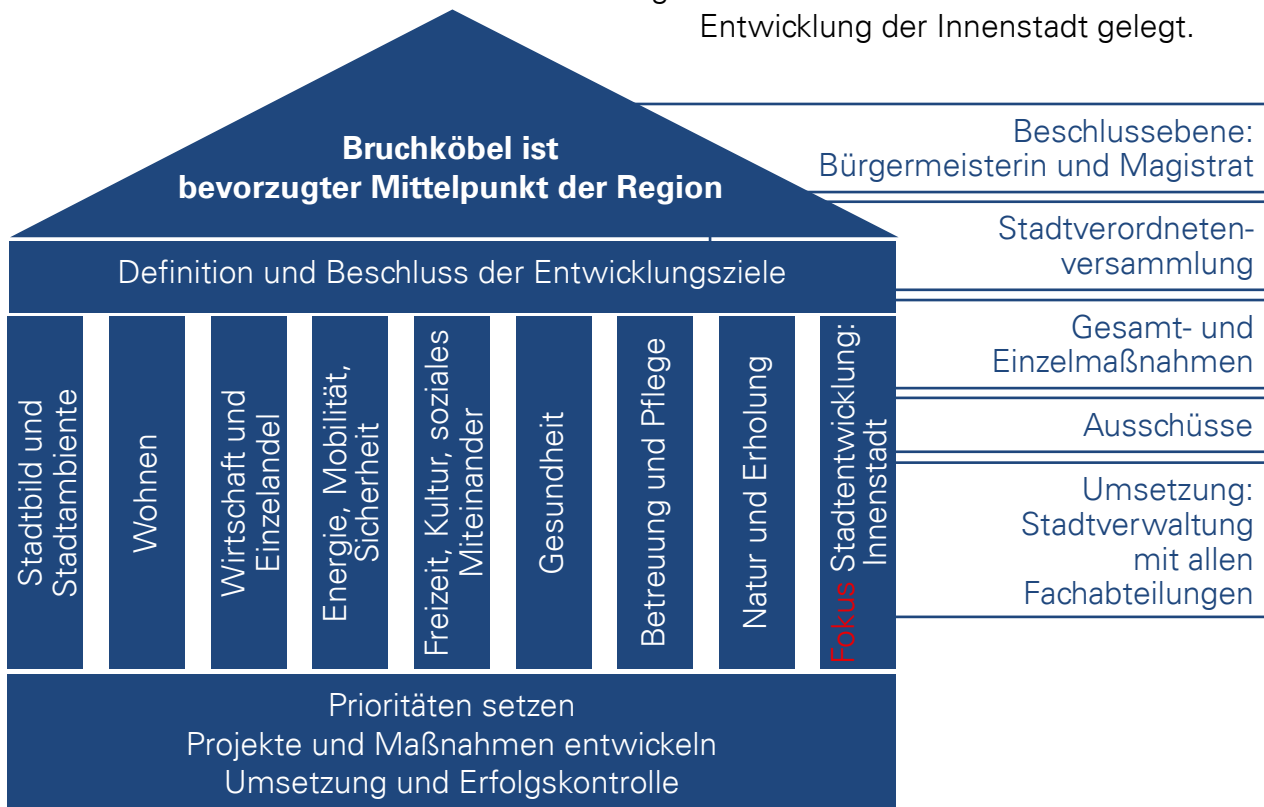 g
Entwicklung der Innenstadt gelegt.
Bruchköbel ist
bevorzugter Mittelpunkt der Region
Definition und Beschluss der Entwicklungsziele
Stadtbild und
Stadtambiente
Wohnen
Wirtschaft und
Einzelandel
Energie, Mobilität,
Sicherheit
Freizeit, Kultur, soziales
Miteinander
Gesundheit
Betreuung und Pflege
Natur und Erholung
Fokus Stadtentwicklung:
Innenstadt
Prioritäten setzen
Projekte und Maßnahmen entwickeln
Umsetzung und Erfolgskontrolle
Beschlussebene:
Bürgermeisterin und Magistrat
Stadtverordneten-
versammlung
Gesamt- und
Einzelmaßnahmen
Ausschüsse
Umsetzung:
Stadtverwaltung
mit allen
Fachabteilungen